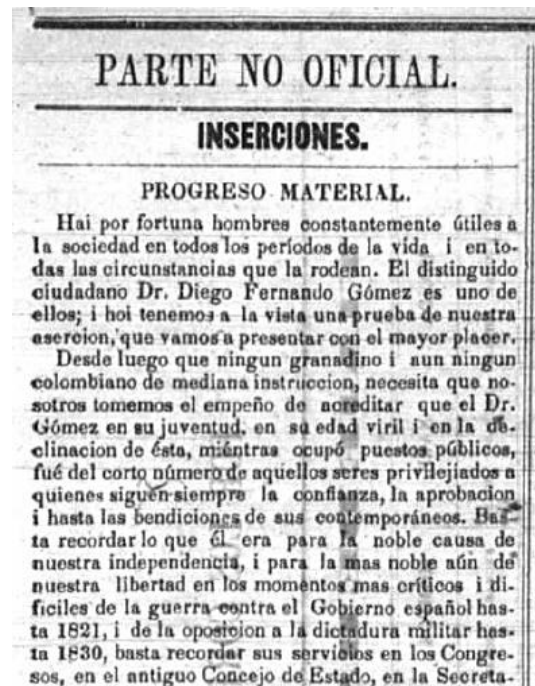 PARTE NO OFICIAL.
INSERCIONES.
PROGRESO MATERIAL.
Hai por fortuna hombres constantemente útiles a
la sociedad en todos los períodos de la vida i en to-
das las circunstancias que la rodean. El distinguido
ciudadano Dr. Diego Fernando Gómez es uno de
ellos; i hoi tenemos a la vista una prueba de nuestra
asercion, que vamos a presentar con el mayor placer.
Desde luego que ningun granadino i aun ningun
colombiano de mediana instruccion, necesita que no-
sotros tomemos el empeño de acreditar que el Dr.
Gómez en su juventud, en su edad viril i en la de-
clinacion de ésta, miéntras ocupó puestos públicos,
fué del corto número de aquellos seres privilejiados a
quienes siguen siempre la confianza, la aprobacion
i hasta las bendiciones de sus contemporáneos. Bas-
ta recordar lo que él era para la noble causa de
nuestra independencia, i para la mas noble aún de
nuestra libertad en los momentos mas críticos i di-
ficiles de la guerra contra el Gobierno español has-
ta 1821, i de la oposicion a la dictadura militar has-
ta 1830, basta recordar sus servicios en los Congre-
sos, en el antiguo Concejo de Estado, en la Secreta-